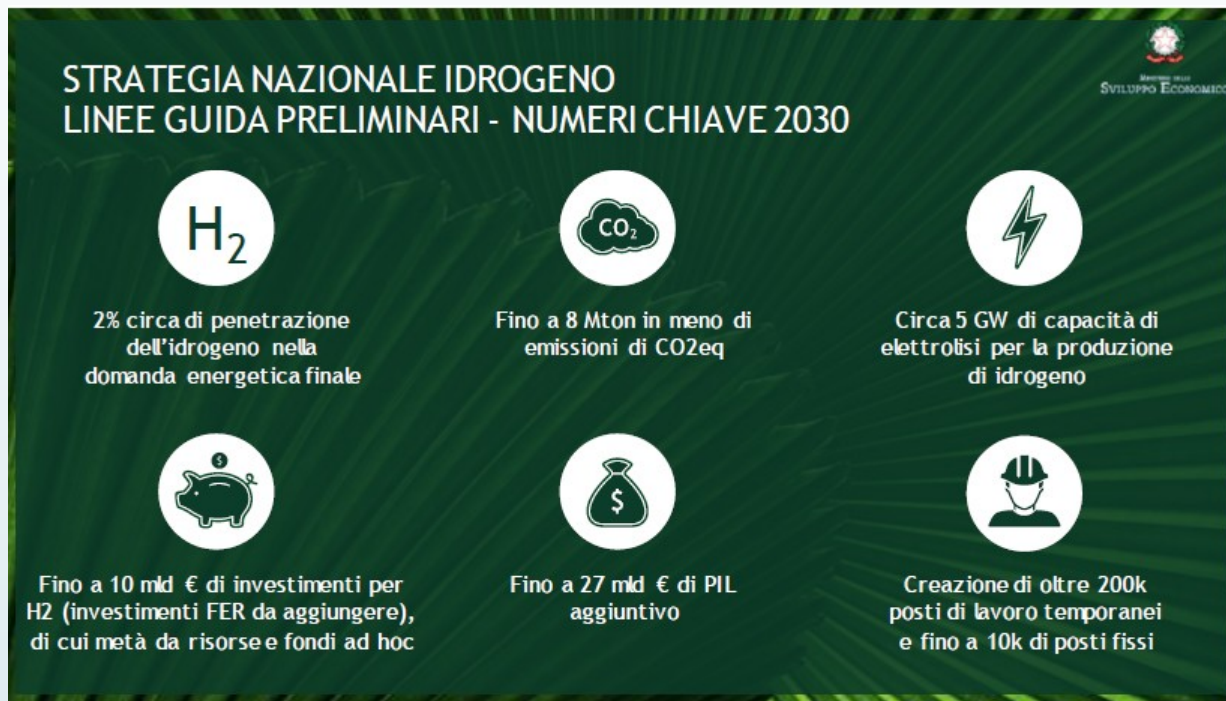 STRATEGIA NAZIONALE IDROGENO
LINEE GUIDA PRELIMINARI - NUMERI CHIAVE 2030
MINISTERO DELLO
SVILUPPO ECONOMICO
H2
2% circa di penetrazione
dell'idrogeno nella
domanda energetica finale
CO2
Fino a 8 Mton in meno di
emissioni di CO2eq
Circa 5 GW di capacità di
elettrolisi per la produzione
di idrogeno
$
Fino a 10 mld € di investimenti per
H2 (investimenti FER da aggiungere),
di cui metà da risorse e fondi ad hoc
$
Fino a 27 mld € di PIL
aggiuntivo
Creazione di oltre 200k
posti di lavoro temporanei
e fino a 10k di posti fissi